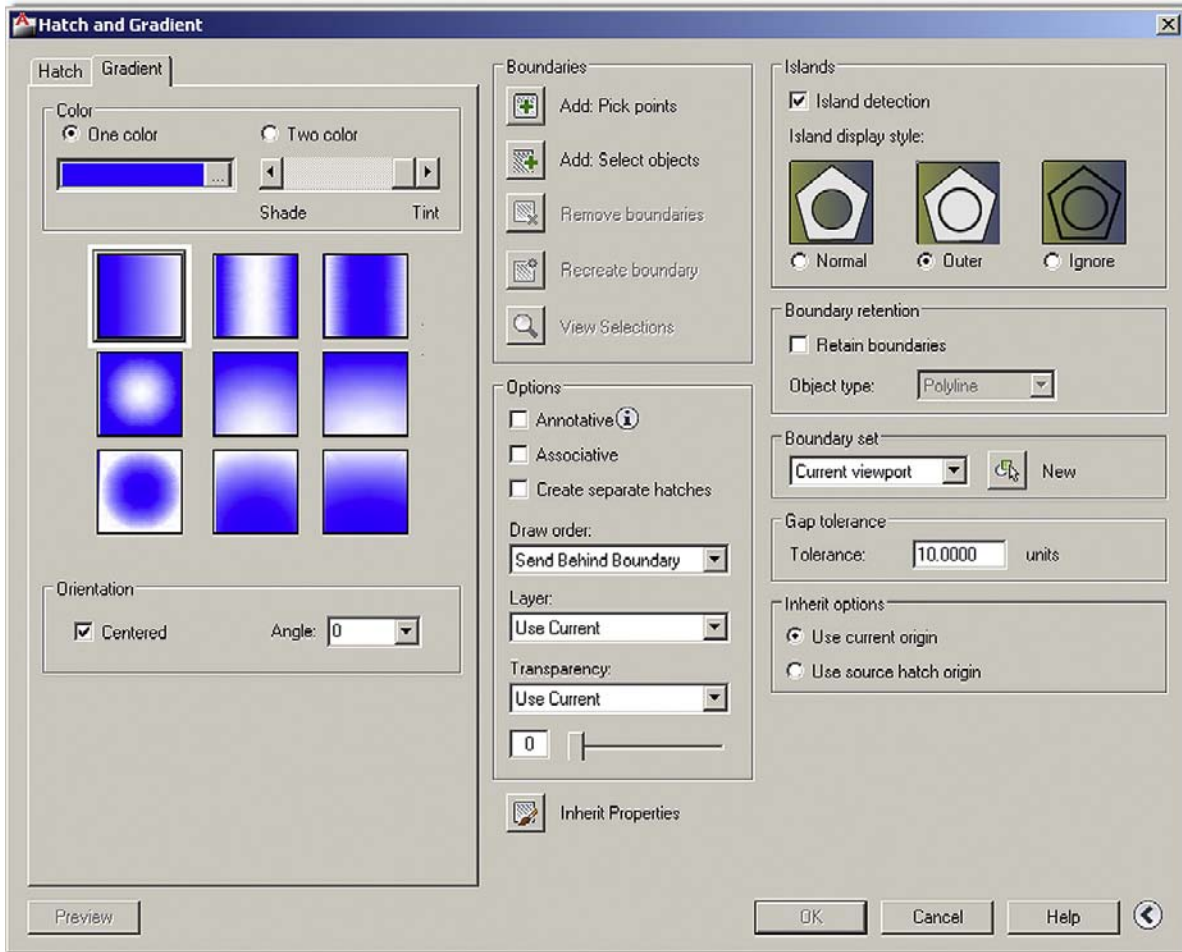 Hatch and Gradient
Hatch
Gradient
Color
One color
Two color
...
Shade
Tint
Orientation
Centered
Angle: 0
Preview
Boundaries
Add: Pick points
Add: Select objects
Remove boundaries
Recreate boundary
View Selections
Options
Annotative
Associative
Create separate hatches
Draw order:
Send Behind Boundary
Layer:
Use Current
Transparency:
Use Current
0
Inherit Properties
Islands
Island detection
Island display style:
Normal
Outer
Ignore
Boundary retention
Retain boundaries
Object type: Polyline
Boundary set
Current viewport
New
Gap tolerance
Tolerance: 10.0000 units
Inherit options
Use current origin
Use source hatch origin
OK
Cancel
Help